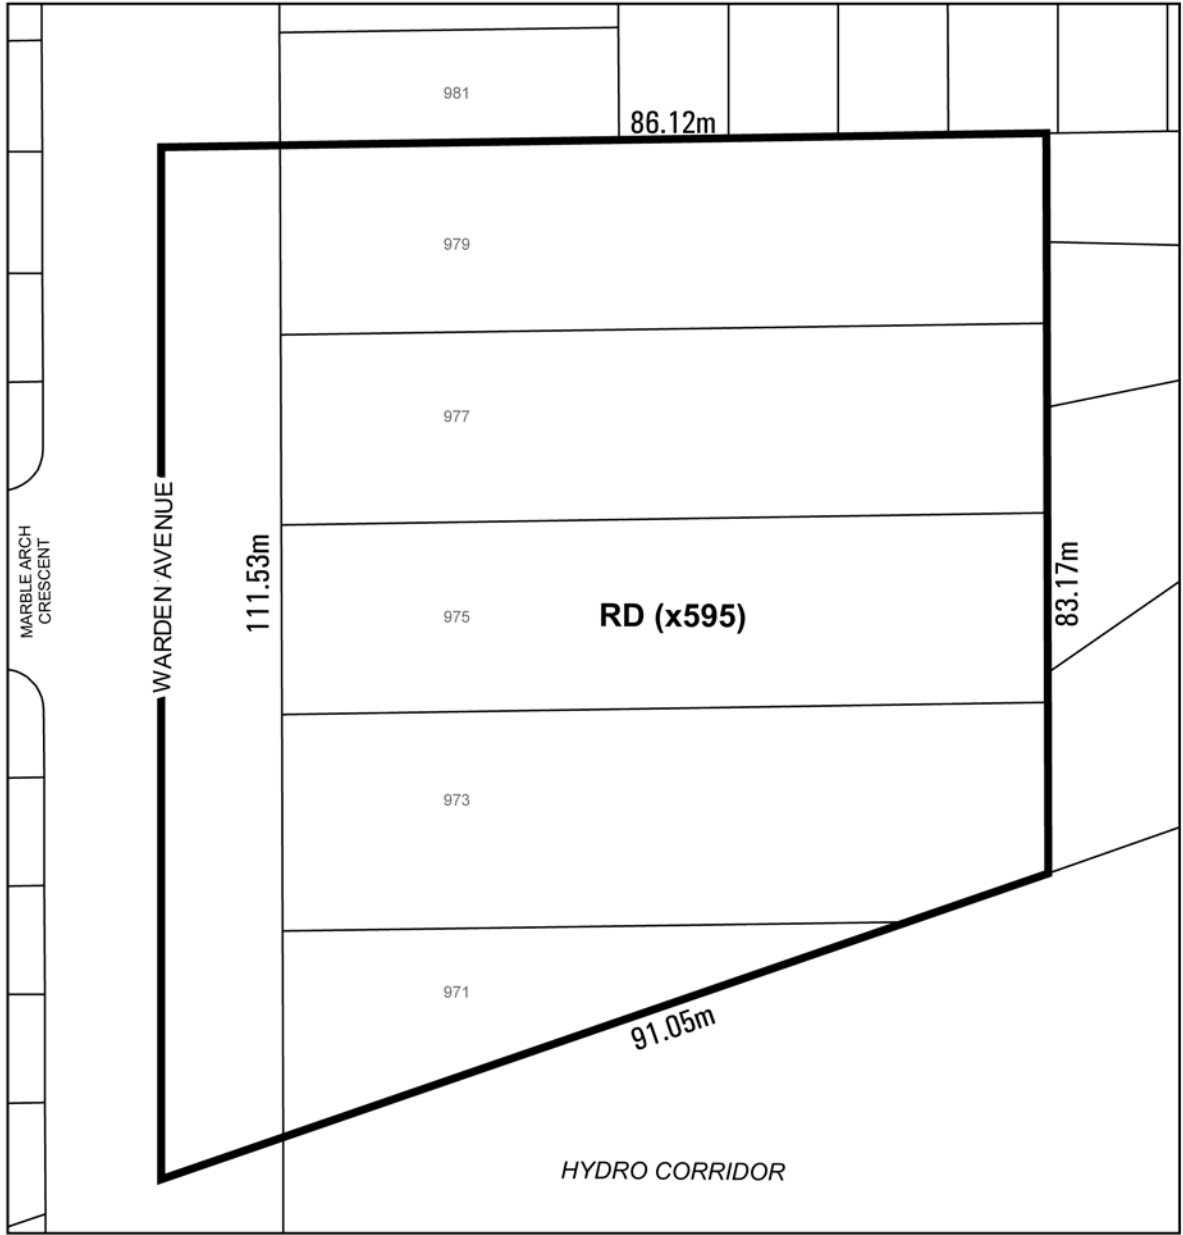 981
86.12m
979
977
WARDEN AVENUE
MARBLE ARCH
CRESCENT
111.53m
975
RD (x595)
83.17m
973
971
91.05m
HYDRO CORRIDOR